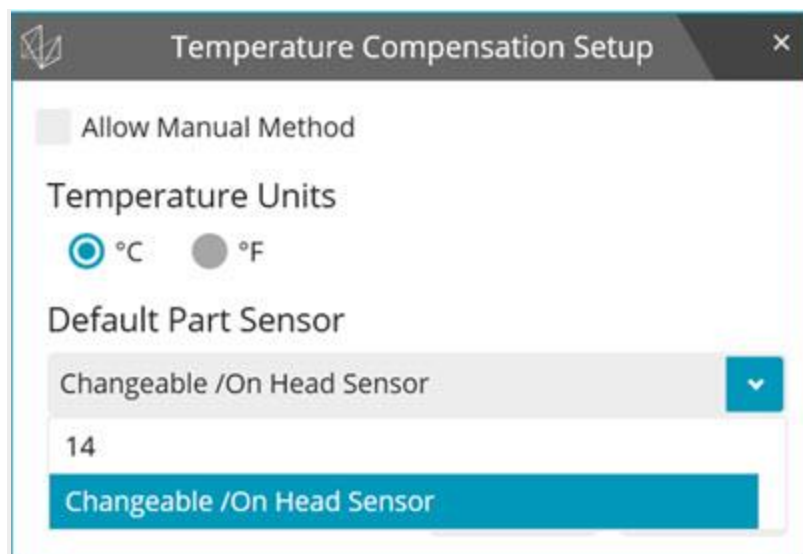 Temperature Compensation Setup ×
Allow Manual Method
Temperature Units
°C °F
Default Part Sensor
Changeable /On Head Sensor
14
Changeable /On Head Sensor